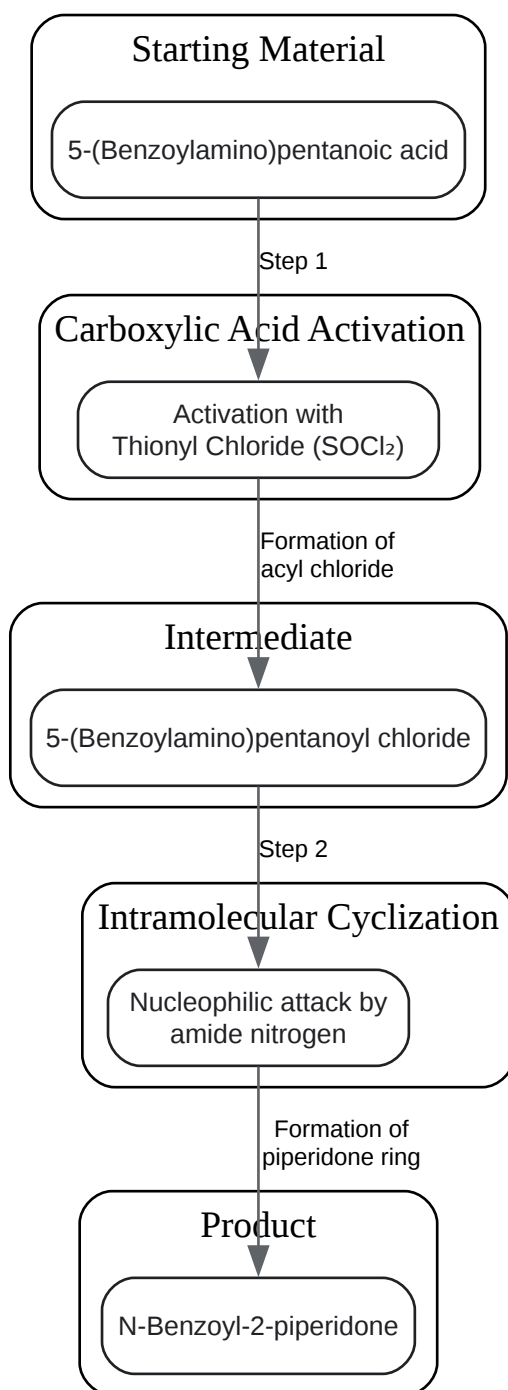 Starting Material
5-(Benzoylamino)pentanoic acid
Step 1
Carboxylic Acid Activation
Activation with
Thionyl Chloride (SOCl₂)
Formation of
acyl chloride
Intermediate
5-(Benzoylamino)pentanoyl chloride
Step 2
Intramolecular Cyclization
Nucleophilic attack by
amide nitrogen
Formation of
piperidone ring
Product
N-Benzoyl-2-piperidone